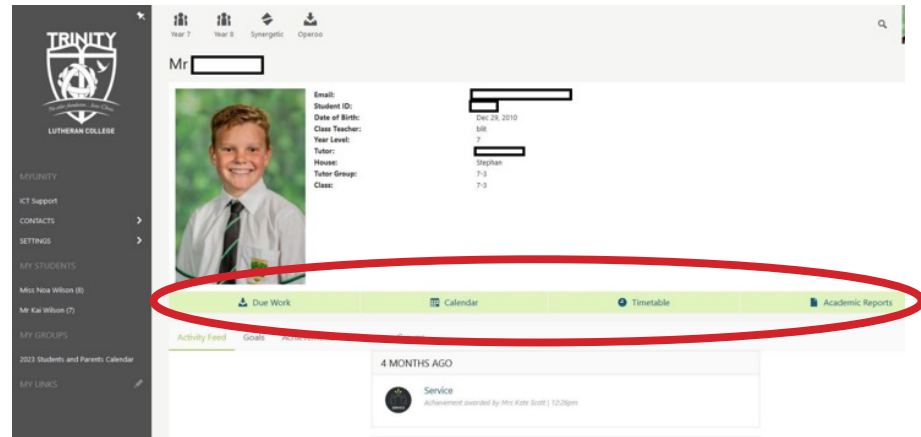 TRINITY
LUTHERAN COLLEGE
MYUNITY
ICT Support
CONTACTS
SETTINGS
MY STUDENTS
Miss Noa Wilson (8)
Mr Kai Wilson (7)
MY GROUPS
2023 Students and Parents Calendar
MY LINKS
Year 7 Year 8 Synergetic Operoo
Mr
Email:
Student ID:
Date of Birth: Dec 29, 2010
Class Teacher: blit
Year Level: 7
Tutor:
House: Stephan
Tutor Group: 7-3
Class: 7-3
Due Work Calendar Timetable Academic Reports
Activity Feed Goals
4 MONTHS AGO
Service
Achievement awarded by Mrs Kate Scott | 12:26pm